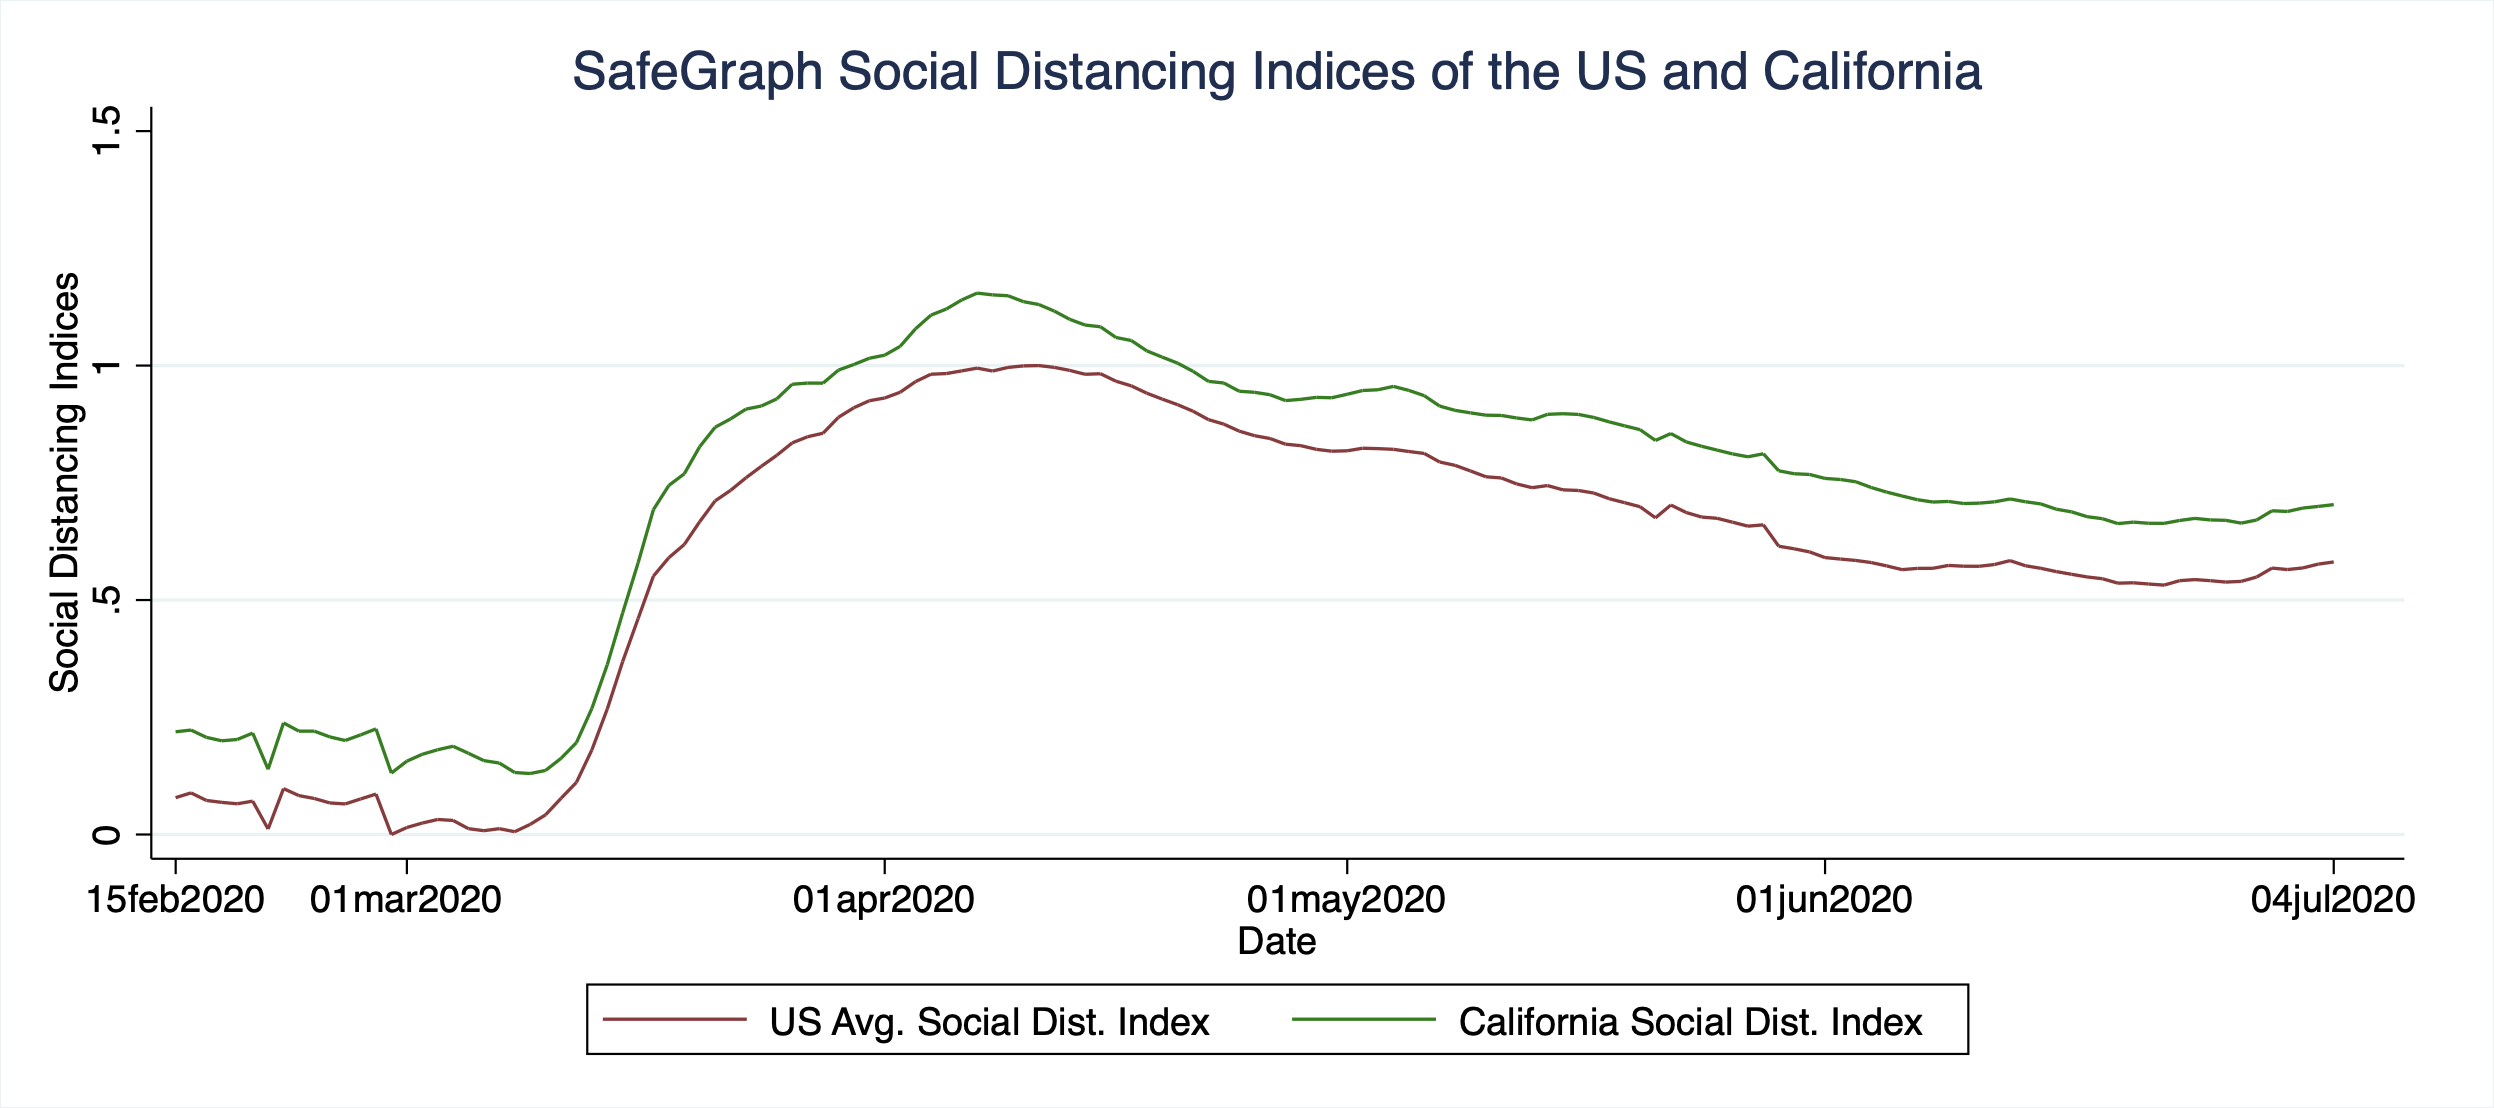 SafeGraph Social Distancing Indices of the US and California
Social Distancing Indices
1.5
1
.5
0
15feb2020 01mar2020 01apr2020 01may2020 01jun2020 04jul2020
Date
US Avg. Social Dist. Index California Social Dist. Index